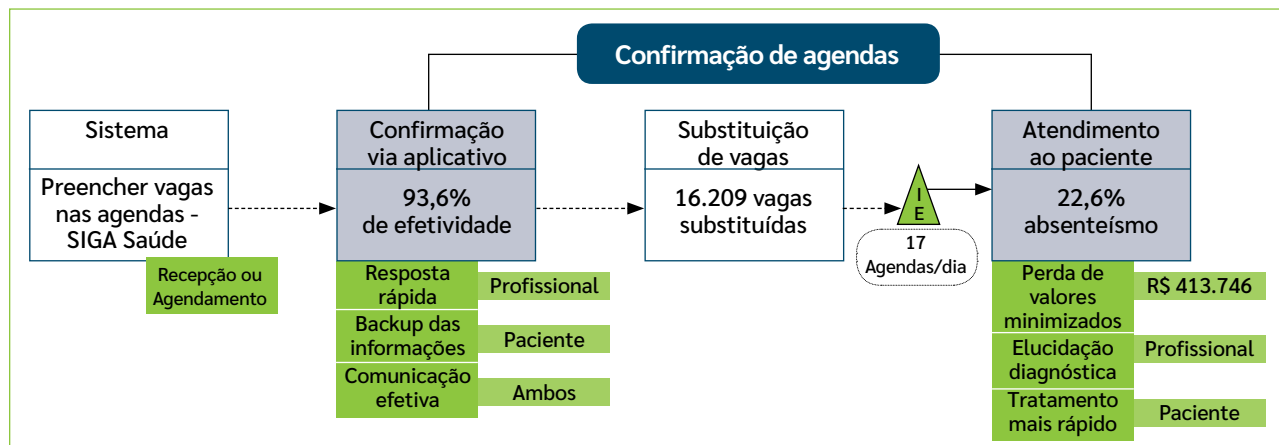 Confirmação de agendas
Sistema
Preencher vagas
nas agendas -
SIGA Saúde
Recepção ou
Agendamento
Confirmação
via aplicativo
93,6%
de efetividade
Resposta
rápida
Profissional
Backup das
informações
Paciente
Comunicação
efetiva
Ambos
Substituição
de vagas
16.209 vagas
substituídas
I
E
17
Agendas/dia
Atendimento
ao paciente
22,6%
absenteísmo
Perda de
valores
minimizados
R$ 413.746
Elucidação
diagnóstica
Profissional
Tratamento
mais rápido
Paciente